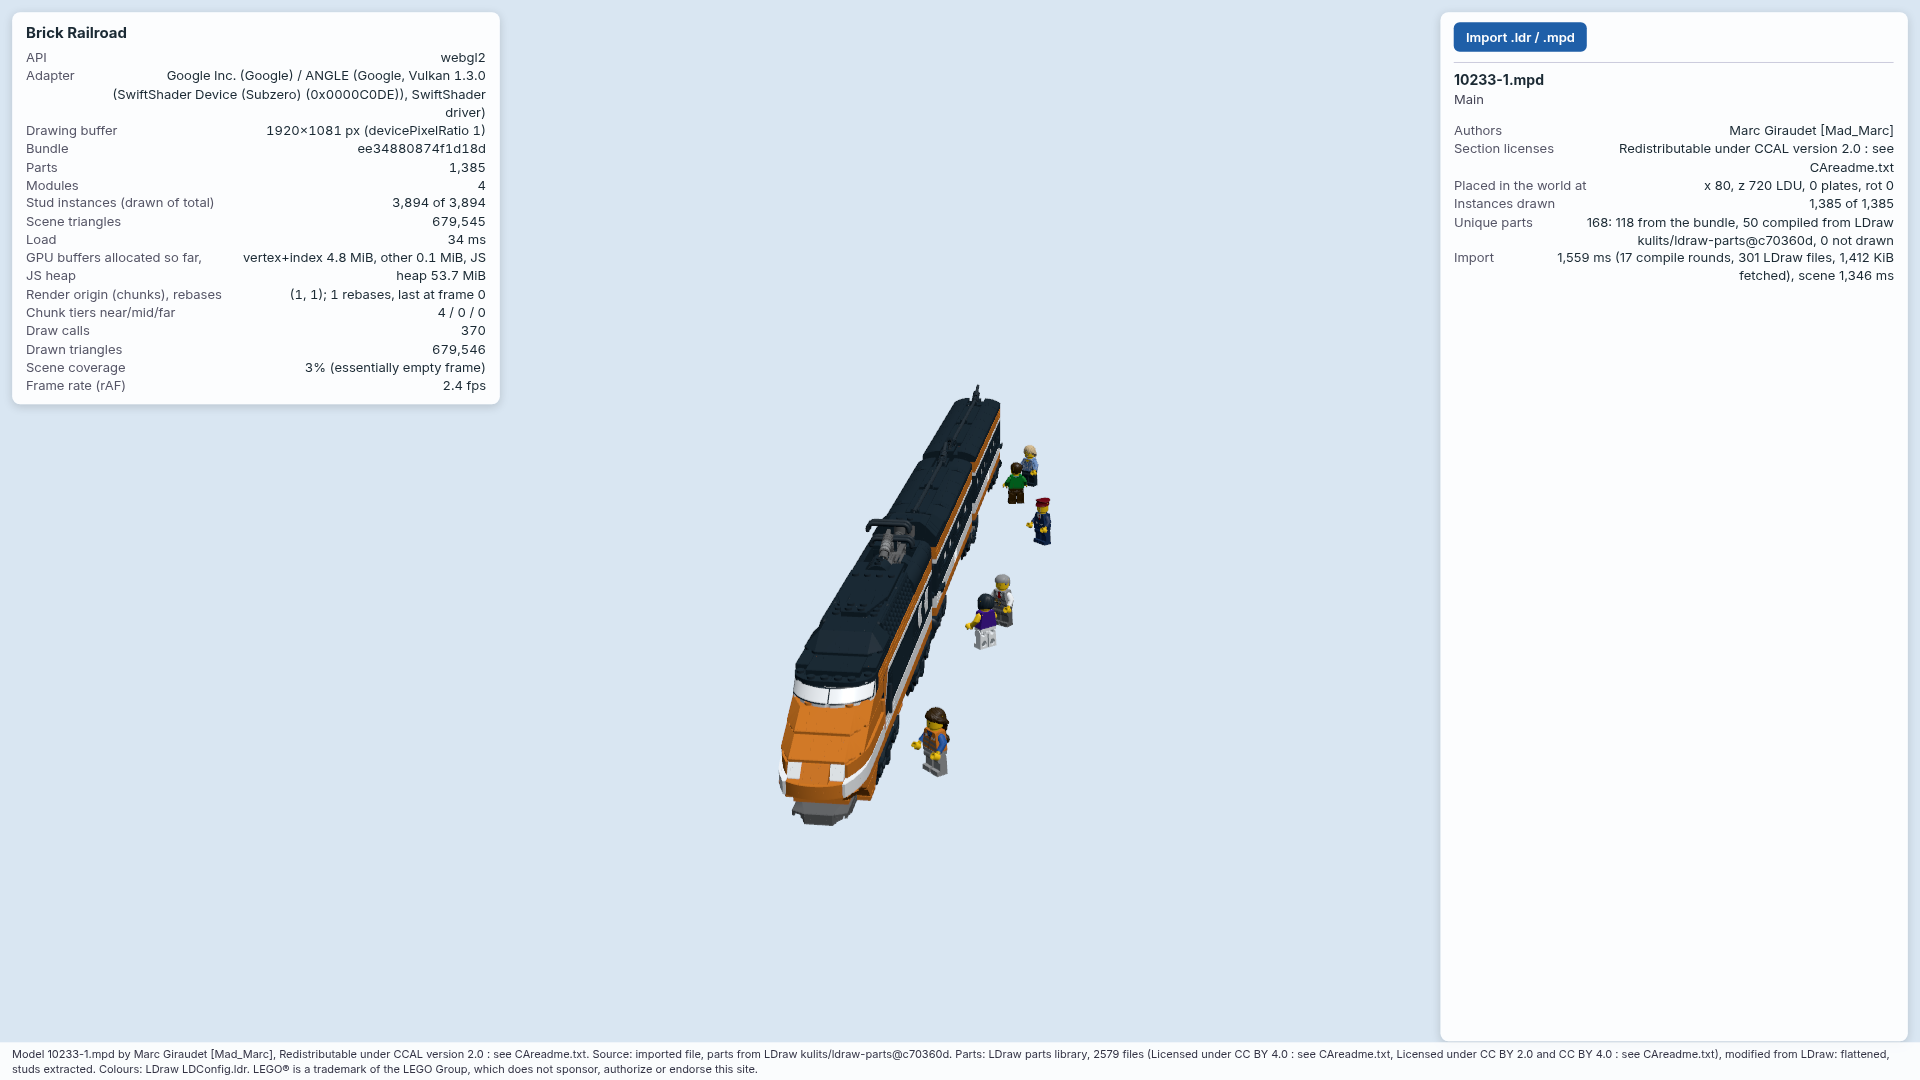 Brick Railroad
API webgl2
Adapter Google Inc. (Google) / ANGLE (Google, Vulkan 1.3.0
(SwiftShader Device (Subzero) (0x0000C0DE)), SwiftShader
driver)
Drawing buffer 1920×1081 px (devicePixelRatio 1)
Bundle ee34880874f1d18d
Parts 1,385
Modules 4
Stud instances (drawn of total) 3,894 of 3,894
Scene triangles 679,545
Load 34 ms
GPU buffers allocated so far, vertex+index 4.8 MiB, other 0.1 MiB, JS
JS heap heap 53.7 MiB
Render origin (chunks), rebases (1, 1); 1 rebases, last at frame 0
Chunk tiers near/mid/far 4 / 0 / 0
Draw calls 370
Drawn triangles 679,546
Scene coverage 3% (essentially empty frame)
Frame rate (rAF) 2.4 fps
Import .ldr / .mpd
10233-1.mpd
Main
Authors Marc Giraudet [Mad_Marc]
Section licenses Redistributable under CCAL version 2.0 : see
CAreadme.txt
Placed in the world at x 80, z 720 LDU, 0 plates, rot 0
Instances drawn 1,385 of 1,385
Unique parts 168: 118 from the bundle, 50 compiled from LDraw
kulits/ldraw-parts@c70360d, 0 not drawn
Import 1,559 ms (17 compile rounds, 301 LDraw files, 1,412 KiB
fetched), scene 1,346 ms
Model 10233-1.mpd by Marc Giraudet [Mad_Marc], Redistributable under CCAL version 2.0 : see CAreadme.txt. Source: imported file, parts from LDraw kulits/ldraw-parts@c70360d. Parts: LDraw parts library, 2579 files (Licensed under CC BY 4.0 : see CAreadme.txt, Licensed under CC BY 2.0 and CC BY 4.0 : see CAreadme.txt), modified from LDraw: flattened,
studs extracted. Colours: LDraw LDConfig.ldr. LEGO® is a trademark of the LEGO Group, which does not sponsor, authorize or endorse this site.